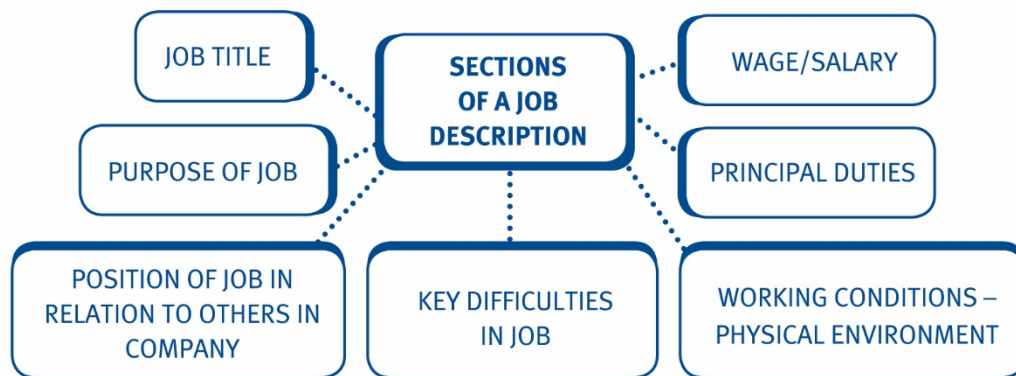 JOB TITLE
SECTIONS
OF A JOB
DESCRIPTION
WAGE/SALARY
PURPOSE OF JOB
PRINCIPAL DUTIES
POSITION OF JOB IN
RELATION TO OTHERS IN
COMPANY
KEY DIFFICULTIES
IN JOB
WORKING CONDITIONS –
PHYSICAL ENVIRONMENT